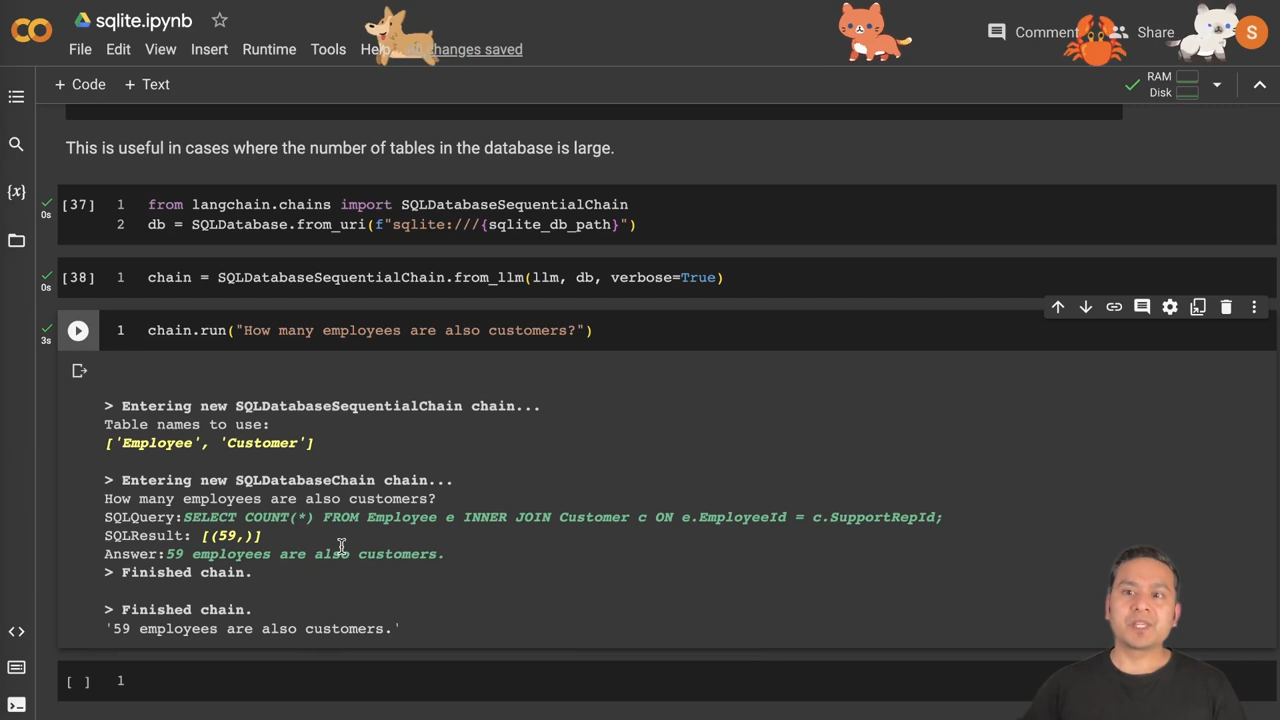 sqlite.ipynb
File Edit View Insert Runtime Tools Help changes saved
Comment Share S
+ Code + Text
RAM
Disk
This is useful in cases where the number of tables in the database is large.
[37] 1 from langchain.chains import SQLDatabaseSequentialChain
0s 2 db = SQLDatabase.from_uri(f"sqlite:///{sqlite_db_path}")
[38] 1 chain = SQLDatabaseSequentialChain.from_llm(llm, db, verbose=True)
0s
1 chain.run("How many employees are also customers?")
3s
> Entering new SQLDatabaseSequentialChain chain...
Table names to use:
['Employee', 'Customer']
> Entering new SQLDatabaseChain chain...
How many employees are also customers?
SQLQuery:SELECT COUNT(*) FROM Employee e INNER JOIN Customer c ON e.EmployeeId = c.SupportRepId;
SQLResult: [(59,)]
Answer:59 employees are also customers.
> Finished chain.
> Finished chain.
'59 employees are also customers.'
[ ] 1